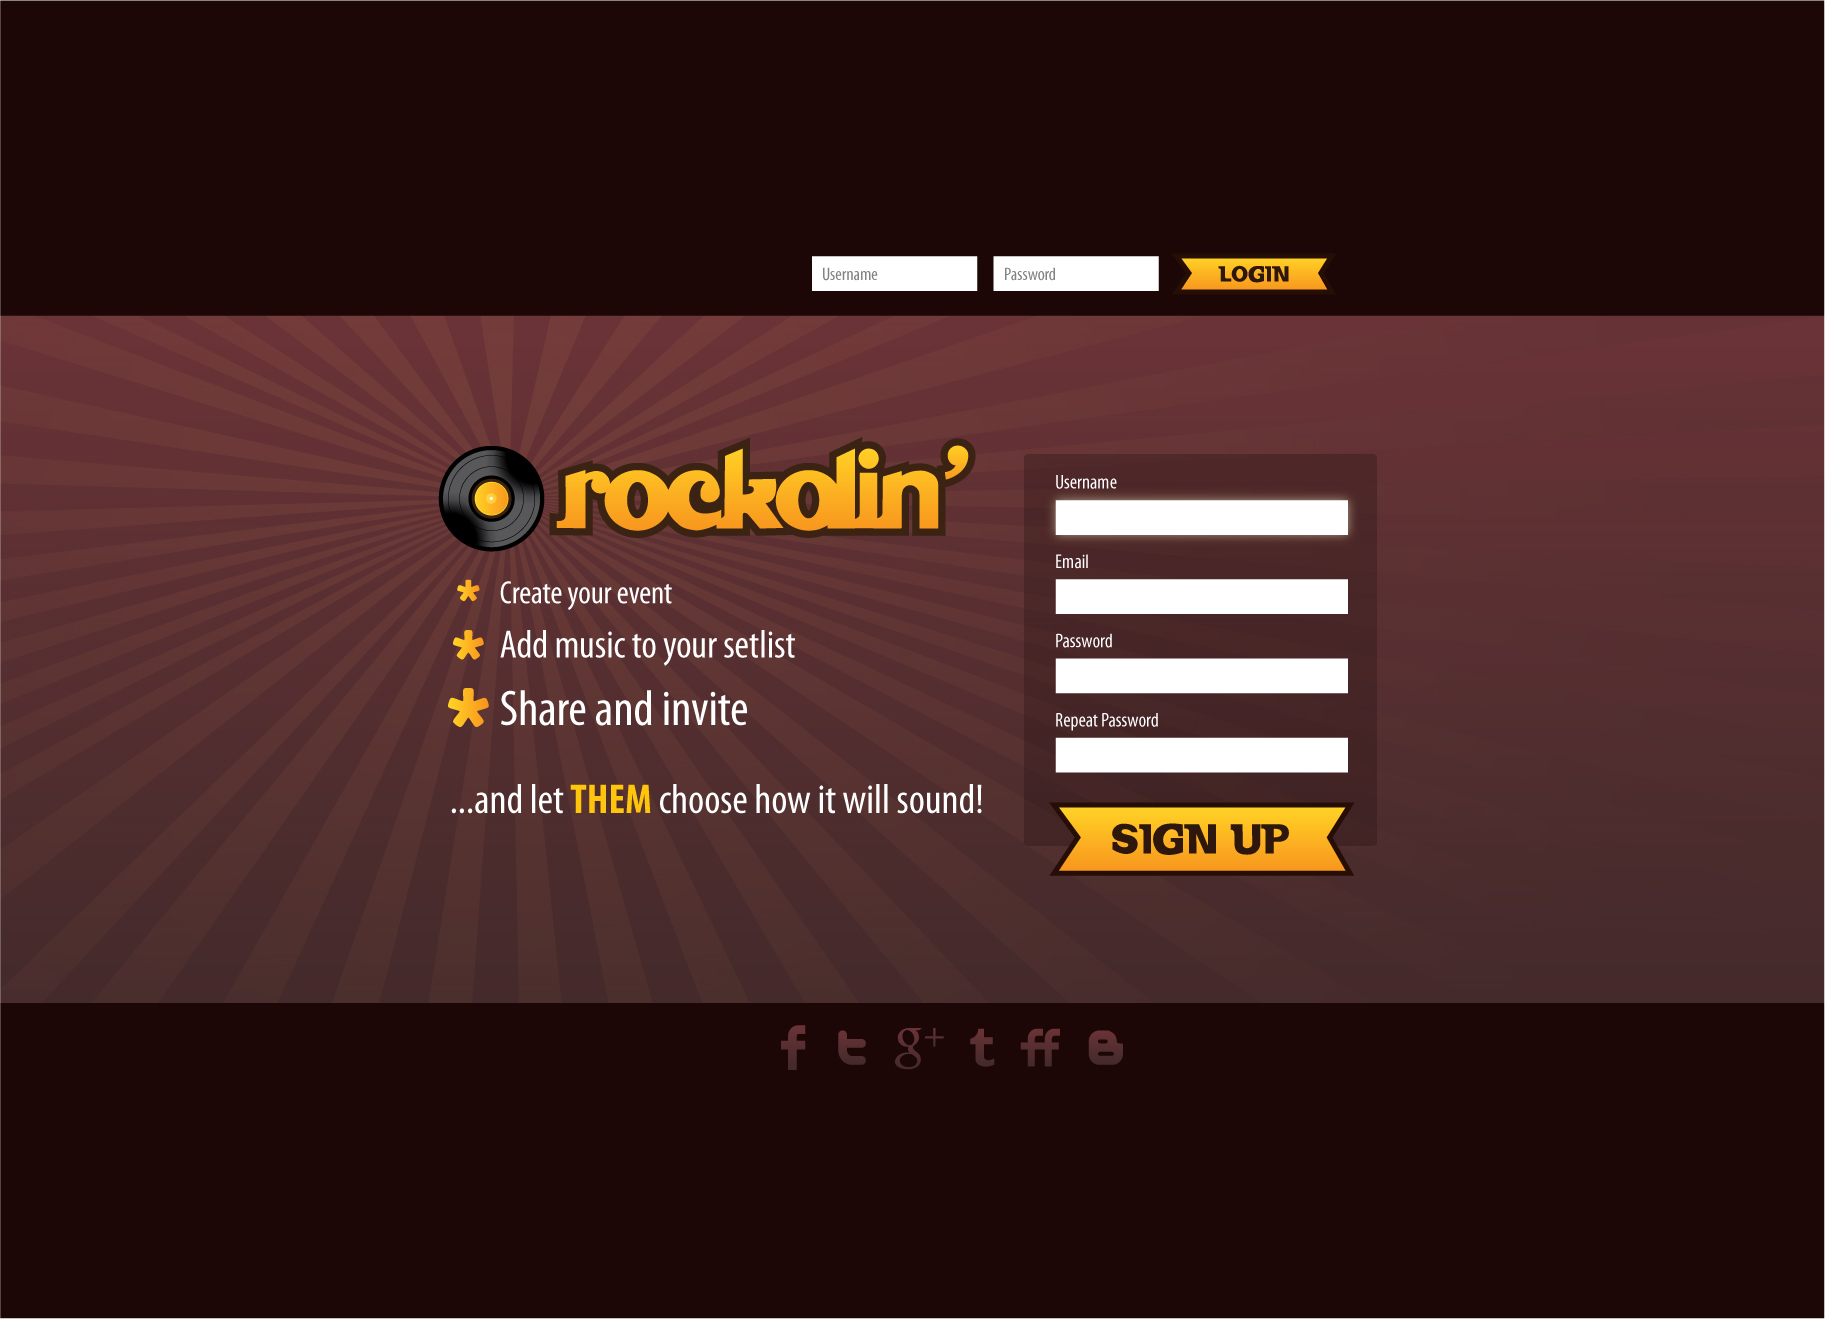 Username Password LOGIN
rockolin’
* Create your event
* Add music to your setlist
* Share and invite
...and let THEM choose how it will sound!
Username
Email
Password
Repeat Password
SIGN UP
f t g+ t ff B